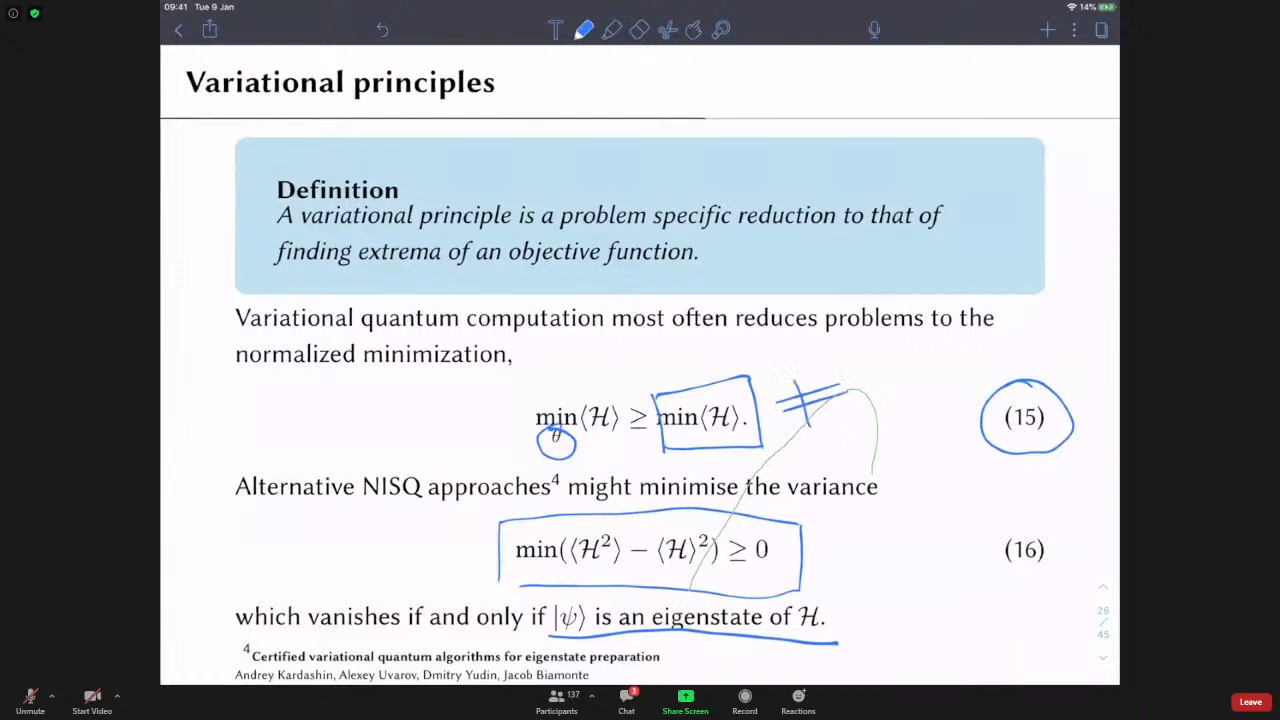 09:41 Tue 9 Jan
14%
Variational principles
Definition
A variational principle is a problem specific reduction to that of
finding extrema of an objective function.
Variational quantum computation most often reduces problems to the
normalized minimization,
min⟨ℋ⟩ ≥ min⟨ℋ⟩. (15)
θ
Alternative NISQ approaches⁴ might minimise the variance
min(⟨ℋ²⟩ − ⟨ℋ⟩²) ≥ 0 (16)
which vanishes if and only if |ψ⟩ is an eigenstate of ℋ.
26
/
45
⁴Certified variational quantum algorithms for eigenstate preparation
Andrey Kardashin, Alexey Uvarov, Dmitry Yudin, Jacob Biamonte
137
3
Unmute
Start Video
Participants
Chat
Share Screen
Record
Reactions
Leave